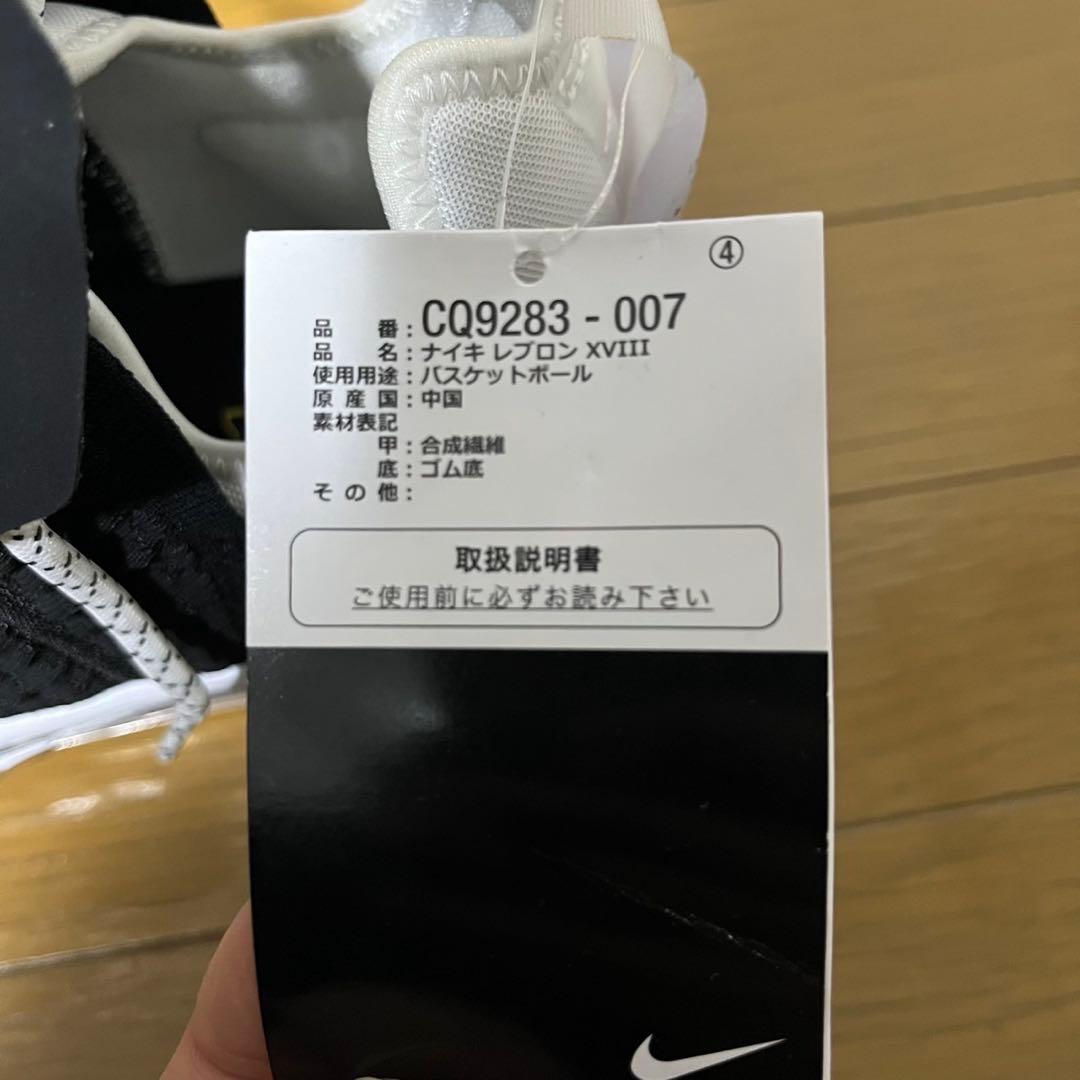 ④
品番:CQ9283-007
品名:ナイキ レブロン XVIII
使用用途:バスケットボール
原産国:中国
素材表記
甲:合成繊維
底:ゴム底
その他:
取扱説明書
ご使用前に必ずお読み下さい